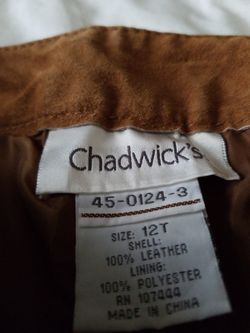 Chadwick's
45-0124-3
SIZE: 12T
SHELL:
100% LEATHER
LINING:
100% POLYESTER
RN 107444
MADE IN CHINA